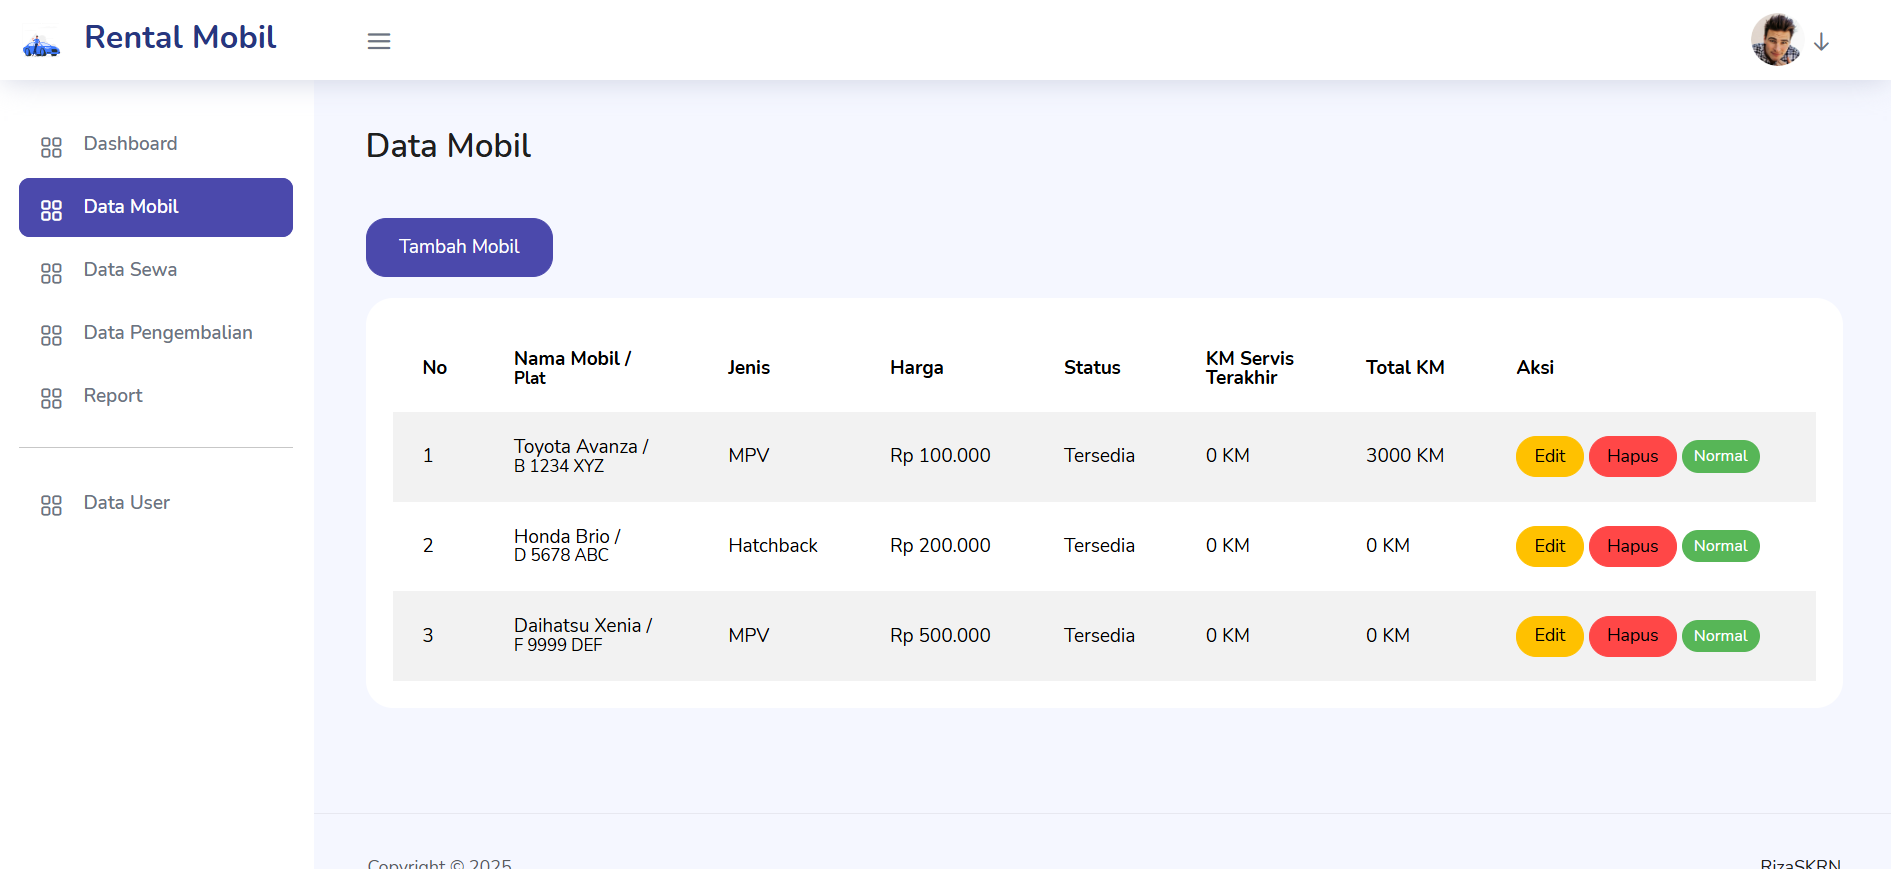 Rental Mobil
Dashboard
Data Mobil
Data Sewa
Data Pengembalian
Report
Data User
Data Mobil
Tambah Mobil
No Nama Mobil / Plat Jenis Harga Status KM Servis Terakhir Total KM Aksi
1 Toyota Avanza / B 1234 XYZ MPV Rp 100.000 Tersedia 0 KM 3000 KM Edit Hapus Normal
2 Honda Brio / D 5678 ABC Hatchback Rp 200.000 Tersedia 0 KM 0 KM Edit Hapus Normal
3 Daihatsu Xenia / F 9999 DEF MPV Rp 500.000 Tersedia 0 KM 0 KM Edit Hapus Normal
Copyright © 2025 RizaSKRN